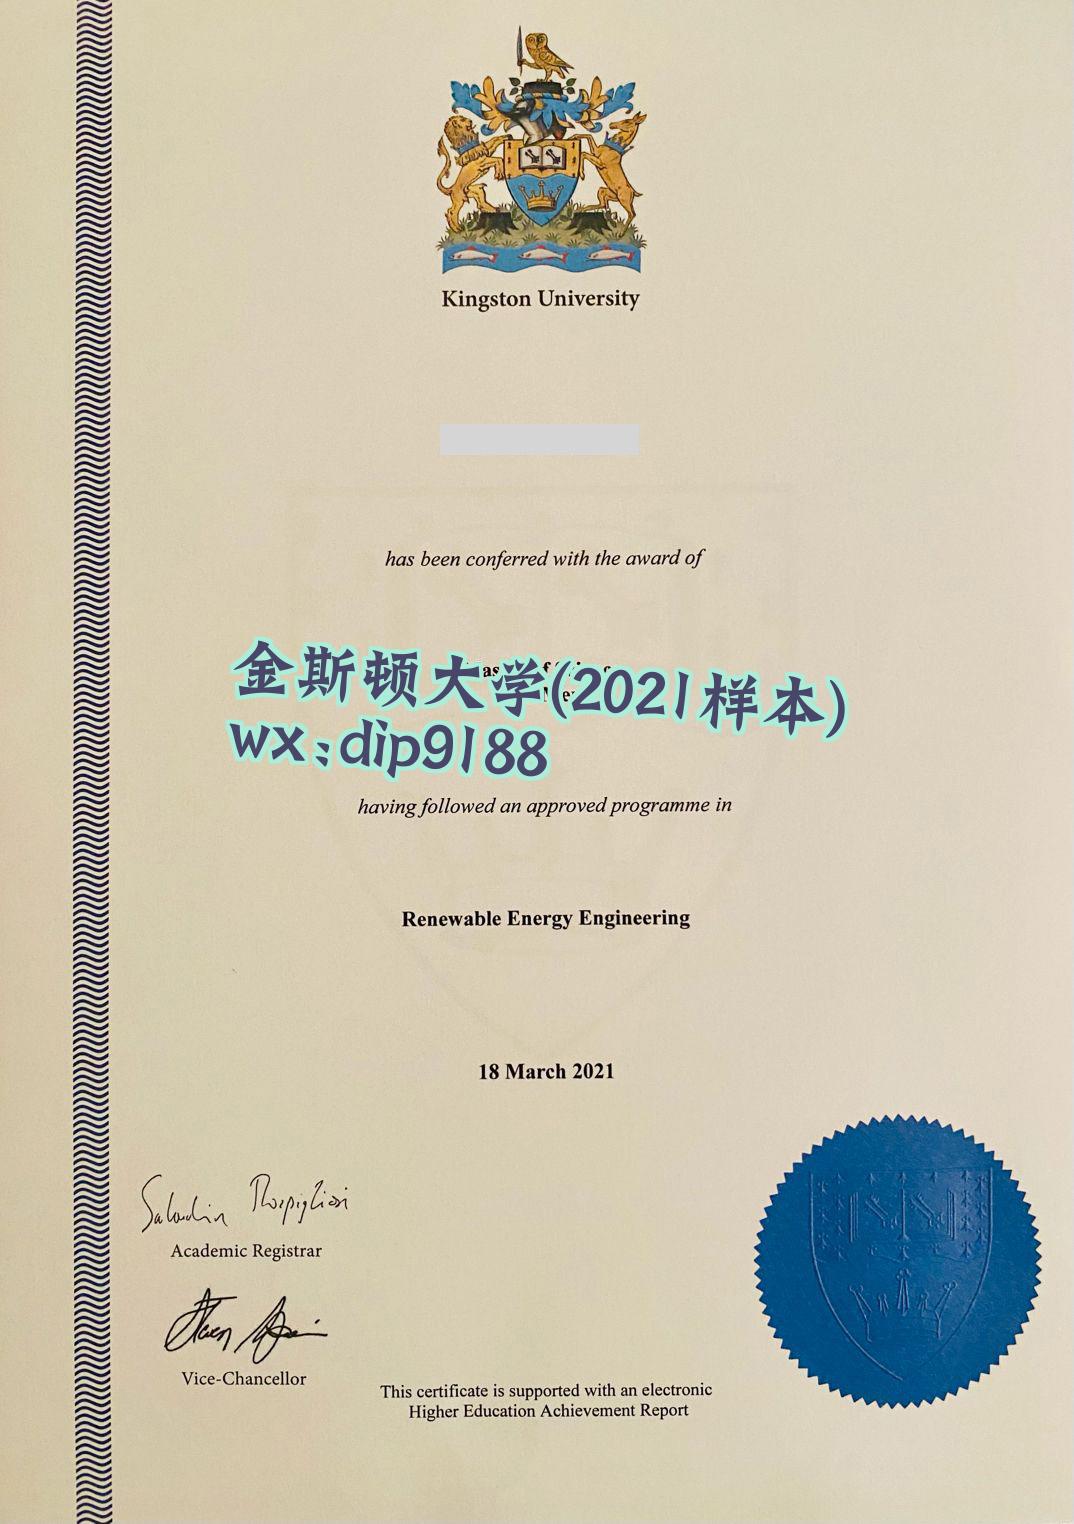 Kingston University
has been conferred with the award of
金斯顿大学(2021样本)
wx:dip9188
having followed an approved programme in
Renewable Energy Engineering
18 March 2021
Academic Registrar
Vice-Chancellor
This certificate is supported with an electronic
Higher Education Achievement Report